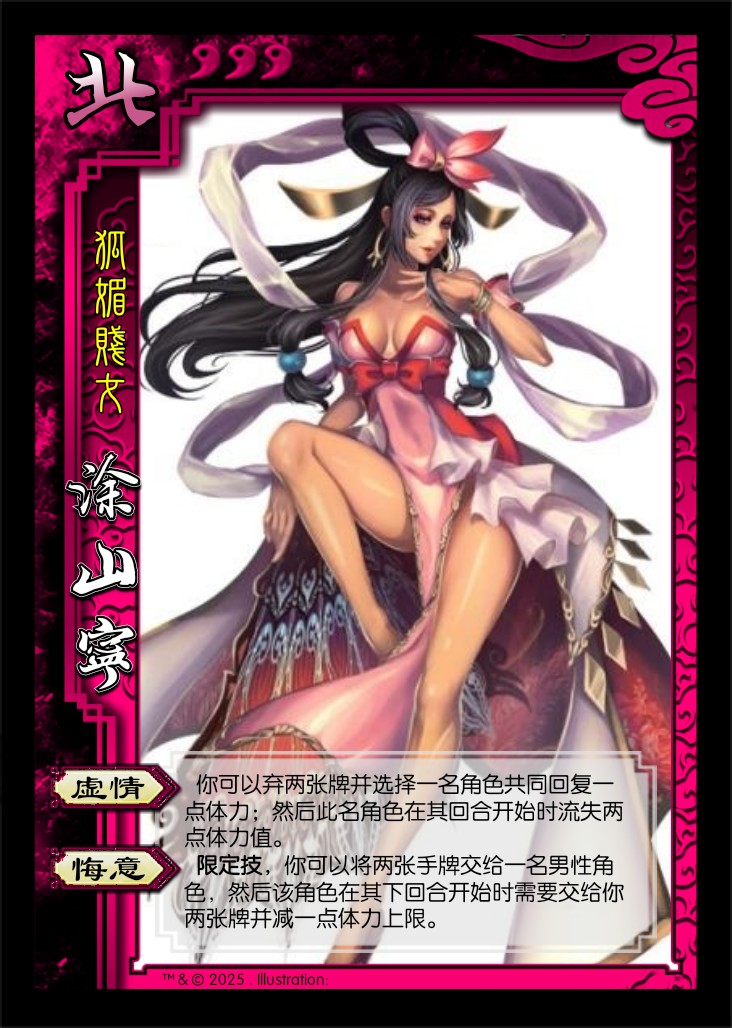 北
狐媚賤女
涂山寧
虚情
你可以弃两张牌并选择一名角色共同回复一
点体力；然后此名角色在其回合开始时流失两
点体力值。
悔意
限定技，你可以将两张手牌交给一名男性角
色，然后该角色在其下回合开始时需要交给你
两张牌并减一点体力上限。
™ & © 2025 . Illustration: